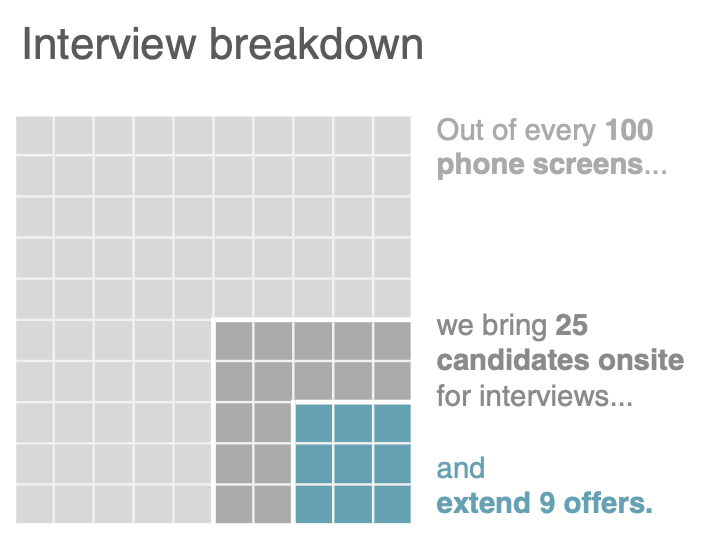 Interview breakdown
Out of every 100
phone screens...
we bring 25
candidates onsite
for interviews...
and
extend 9 offers.